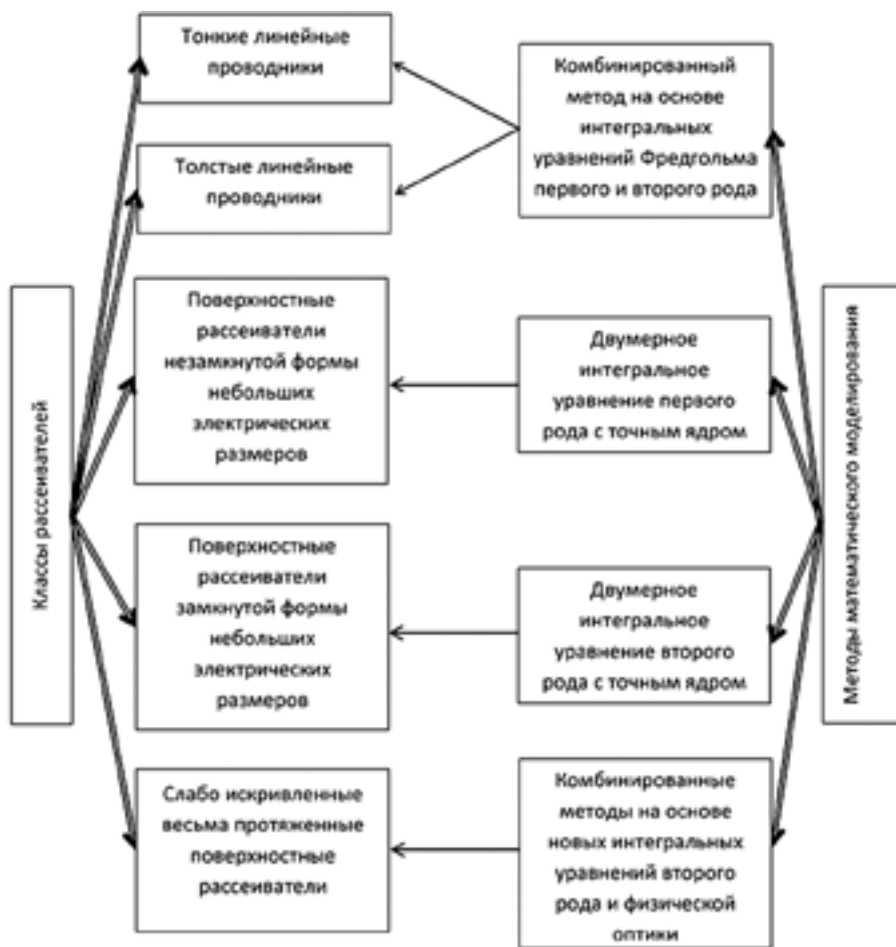 Классы рассеивателей
Тонкие линейные
проводники
Толстые линейные
проводники
Поверхностные
рассеиватели
незамкнутой формы
небольших
электрических
размеров
Поверхностные
рассеиватели
замкнутой формы
небольших
электрических
размеров
Слабо искривленные
весьма протяженные
поверхностные
рассеиватели
Комбинированный
метод на основе
интегральных
уравнений Фредгольма
первого и второго рода
Двумерное
интегральное
уравнение первого
рода с точным ядром
Двумерное
интегральное
уравнение второго
рода с точным ядром
Комбинированные
методы на основе
новых интегральных
уравнений второго
рода и физической
оптики
Методы математического моделирования